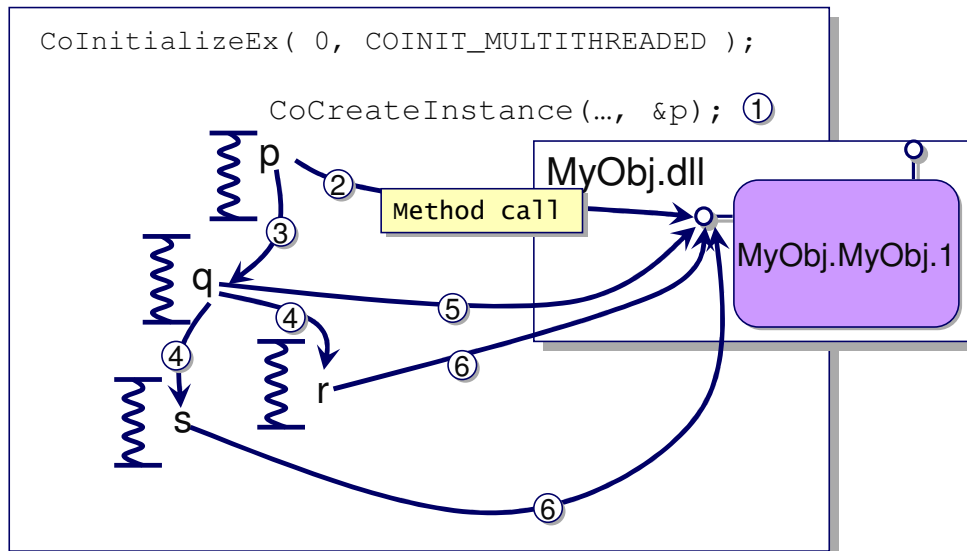 CoInitializeEx( 0, COINIT_MULTITHREADED );
CoCreateInstance(…, &p); 1
p
2
MyObj.dll
Method call
3
MyObj.MyObj.1
q
5
4
4
r
6
s
6